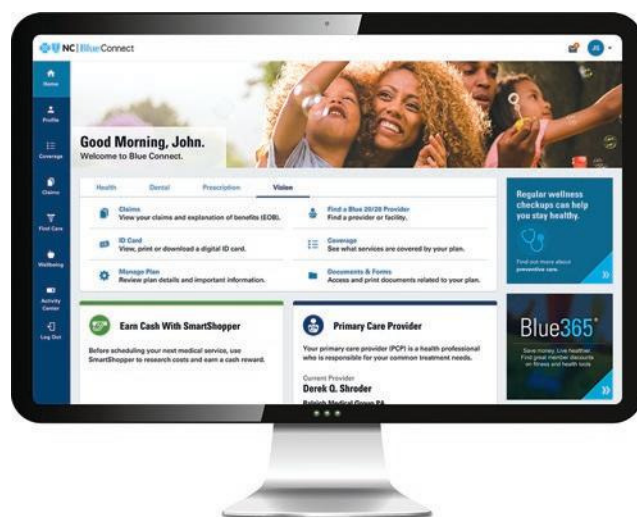 NC | BlueConnect
JS
Home
Profile
Coverage
Claims
Find Care
Wellbeing
Activity
Center
Log Out
Good Morning, John.
Welcome to Blue Connect.
Health Dental Prescription Vision
Claims
View your claims and explanation of benefits (EOB).
Find a Blue 20/20 Provider
Find a provider or facility.
ID Card
View, print or download a digital ID card.
Coverage
See what services are covered by your plan.
Manage Plan
Review plan details and important information.
Documents & Forms
Access and print documents related to your plan.
Regular wellness
checkups can help
you stay healthy.
Find out more about
preventive care.
Earn Cash With SmartShopper
Before scheduling your next medical service, use
SmartShopper to research costs and earn a cash reward.
Primary Care Provider
Your primary care provider (PCP) is a health professional
who is responsible for your common treatment needs.
Current Provider
Derek Q. Shroder
Raleigh Medical Group PA
Blue365®
Save money. Live healthier.
Find great member discounts
on fitness and health tools